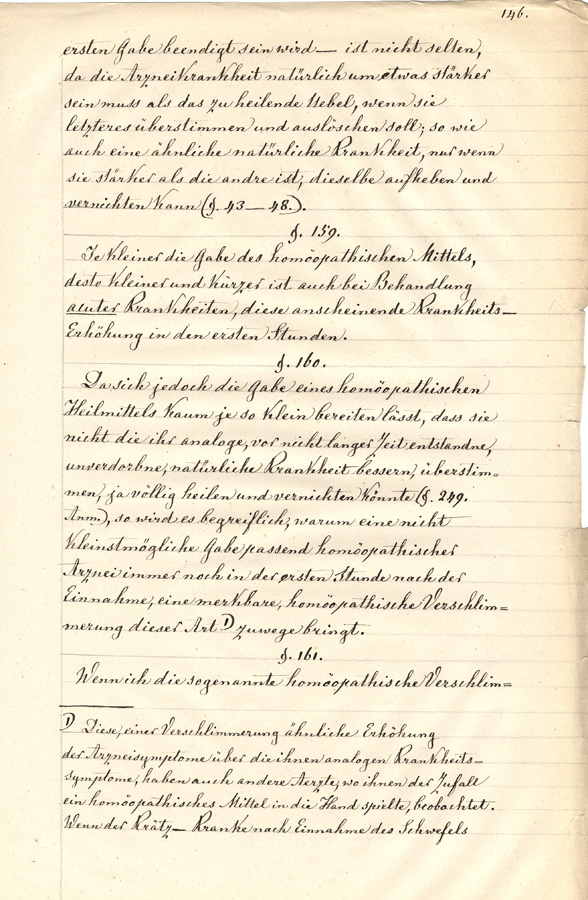 146.
ersten Gabe beendigt sein wird — ist nicht selten,
da die Arzneikrankheit natürlich um etwas stärker
sein muss als das zu heilende Uebel, wenn sie
letzteres überstimmen und auslöschen soll; so wie
auch eine ähnliche natürliche Krankheit, nur wenn
sie stärker als die andre ist, dieselbe aufheben und
vernichten kann (§. 43 — 48.).
§. 159.
Je kleiner die Gabe des homöopathischen Mittels,
desto kleiner und kürzer ist auch bei Behandlung
acuter Krankheiten, diese anscheinende Krankheits—
Erhöhung in den ersten Stunden.
§. 160.
Da sich jedoch die Gabe eines homöopathischen
Heilmittels kaum je so klein bereiten lässt, dass sie
nicht die ihr analoge, vor nicht langer Zeit entstandne,
unverdorbne, natürliche Krankheit bessern, überstim=
men, ja völlig heilen und vernichten könnte (§. 249.
Anm.), so wird es begreiflich, warum eine nicht
kleinstmögliche Gabe passend homöopathischer
Arznei immer noch in der ersten Stunde nach der
Einnahme, eine merkbare, homöopathische Verschlim=
merung dieser Art 1) zuwege bringt.
§. 161.
Wenn ich die sogenannte homöopathische Verschlim=
1) Diese, einer Verschlimmerung ähnliche Erhöhung
der Arzneisymptome über die ihnen analogen Krankheits=
symptome, haben auch andere Aerzte, wo ihnen der Zufall
ein homöopathisches Mittel in die Hand spielte, beobachtet.
Wenn der Krätz— Kranke nach Einnahme des Schwefels